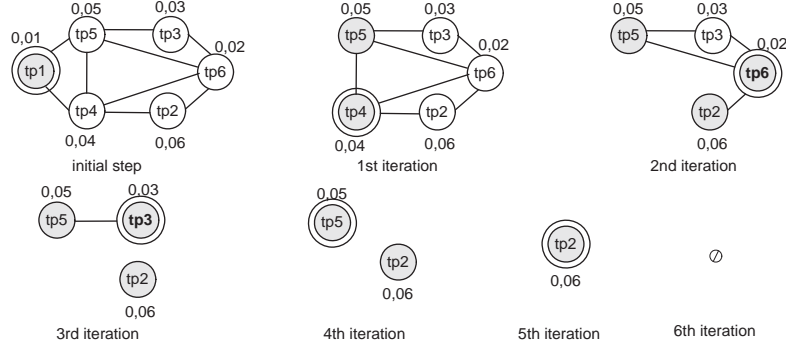 0,05 0,03
0,01 tp5 tp3 0,02
tp1 tp6
tp4 tp2
0,04 0,06
initial step
0,05 0,03
tp5 tp3 0,02
tp6
tp4 tp2
0,04 0,06
1st iteration
0,05 0,03
tp5 tp3 0,02
tp6
tp2
0,06
2nd iteration
0,05 0,03
tp5 tp3
tp2
0,06
3rd iteration
0,05
tp5
tp2
0,06
4th iteration
tp2
0,06
5th iteration
6th iteration